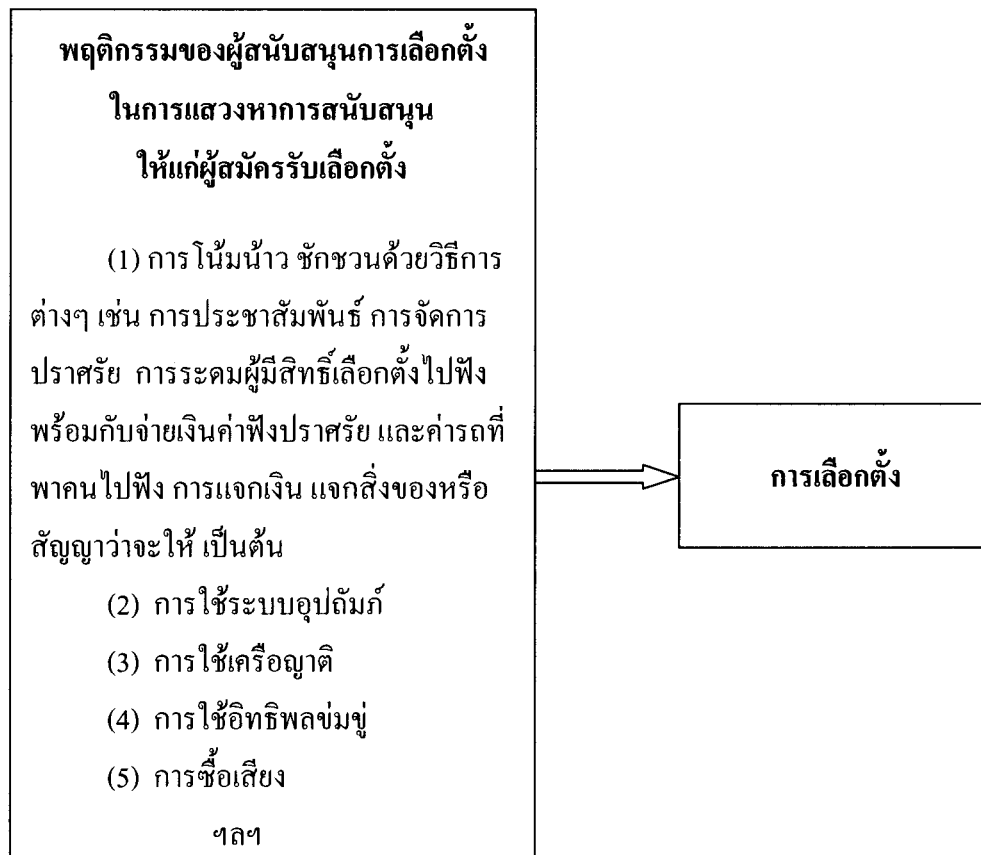 พฤติกรรมของผู้สนับสนุนการเลือกตั้ง
ในการแสวงหาการสนับสนุน
ให้แก่ผู้สมัครรับเลือกตั้ง
(1) การโน้มน้าว ชักชวนด้วยวิธีการ
ต่างๆ เช่น การประชาสัมพันธ์ การจัดการ
ปราศรัย การระดมผู้มีสิทธิ์เลือกตั้งไปฟัง
พร้อมกับจ่ายเงินค่าฟังปราศรัย และค่ารถที่
พาคนไปฟัง การแจกเงิน แจกสิ่งของหรือ
สัญญาว่าจะให้ เป็นต้น
(2) การใช้ระบบอุปถัมภ์
(3) การใช้เครือญาติ
(4) การใช้อิทธิพลข่มขู่
(5) การซื้อเสียง
ฯลฯ
การเลือกตั้ง